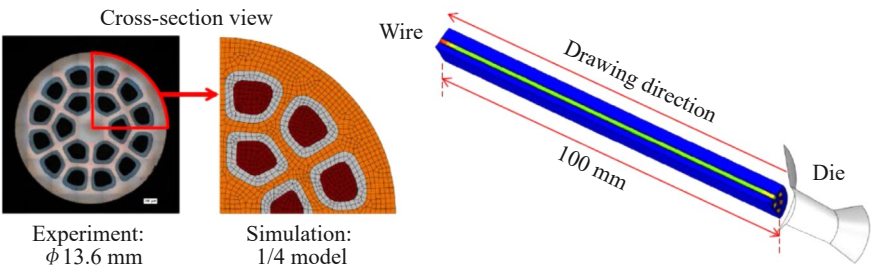 Cross-section view
Experiment:
ϕ13.6 mm
Simulation:
1/4 model
Wire
Drawing direction
100 mm
Die